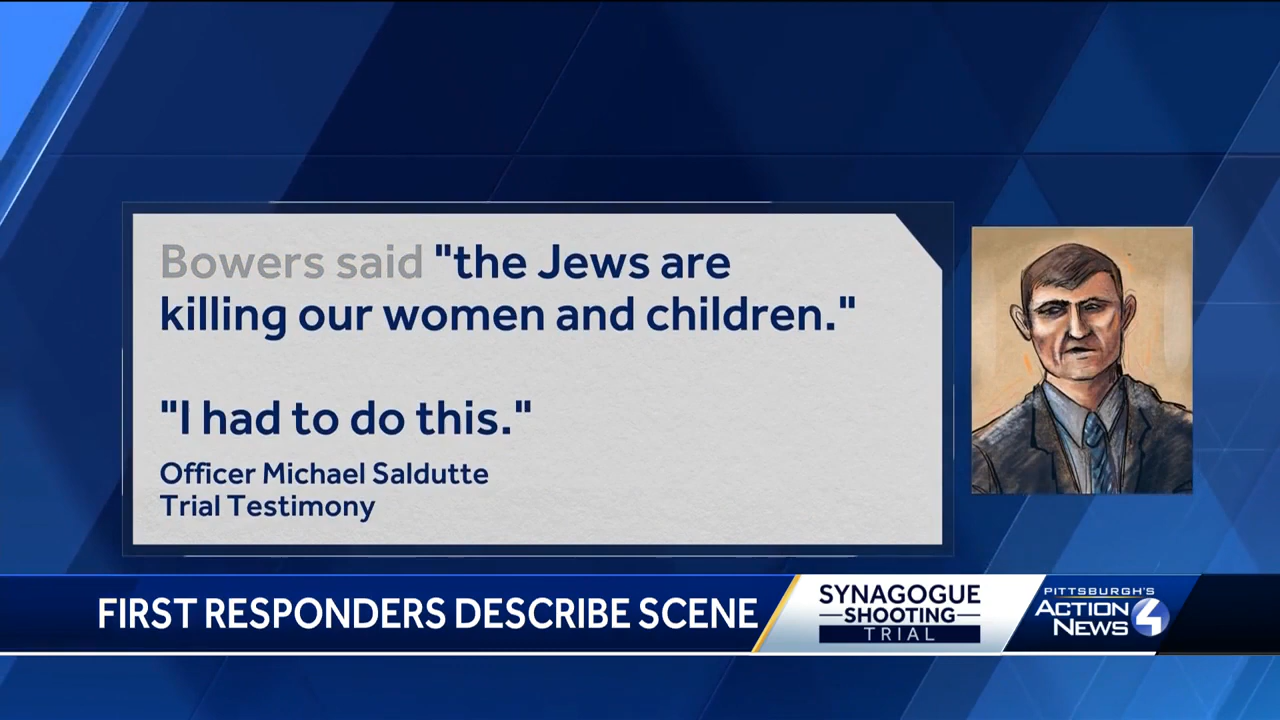 Bowers said "the Jews are
killing our women and children."
"I had to do this."
Officer Michael Saldutte
Trial Testimony
FIRST RESPONDERS DESCRIBE SCENE
SYNAGOGUE
SHOOTING
TRIAL
PITTSBURGH'S
ACTION
NEWS 4